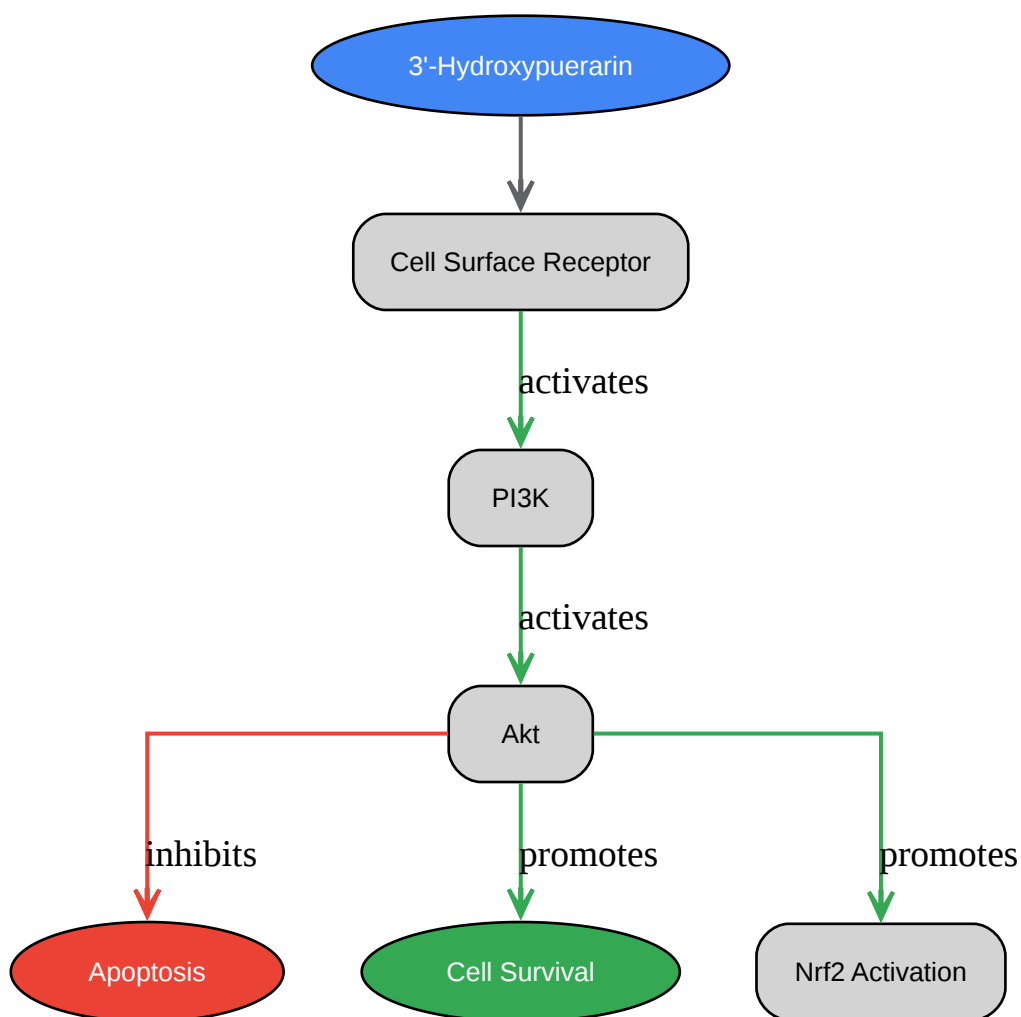 3'-Hydroxypuerarin
Cell Surface Receptor
activates
PI3K
activates
Akt
inhibits
promotes
promotes
Apoptosis
Cell Survival
Nrf2 Activation